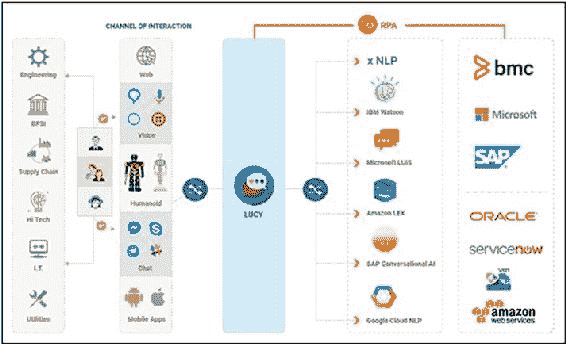 CHANNEL OF INTERACTION
RPA
Engineering
BFSI
Supply Chain
Hi Tech
I.T.
Utilities
Web
Voice
Humanoid
Chat
Mobile Apps
LUCY
x NLP
IBM Watson
Microsoft LUIS
Amazon LEX
SAP Conversational AI
Google Cloud NLP
bmc
Microsoft
SAP
ORACLE
servicenow
amazon
web services